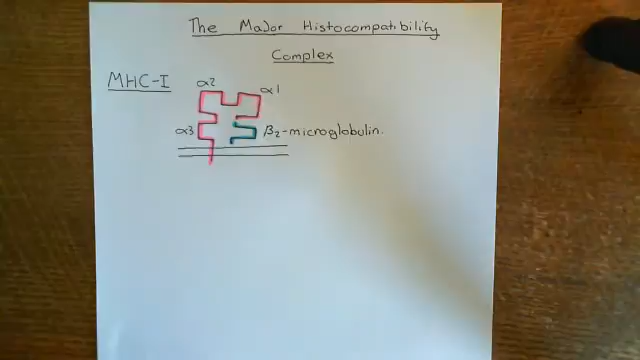 The Major Histocompatibility
Complex
MHC-I
α2
α1
α3
β2-microglobulin.